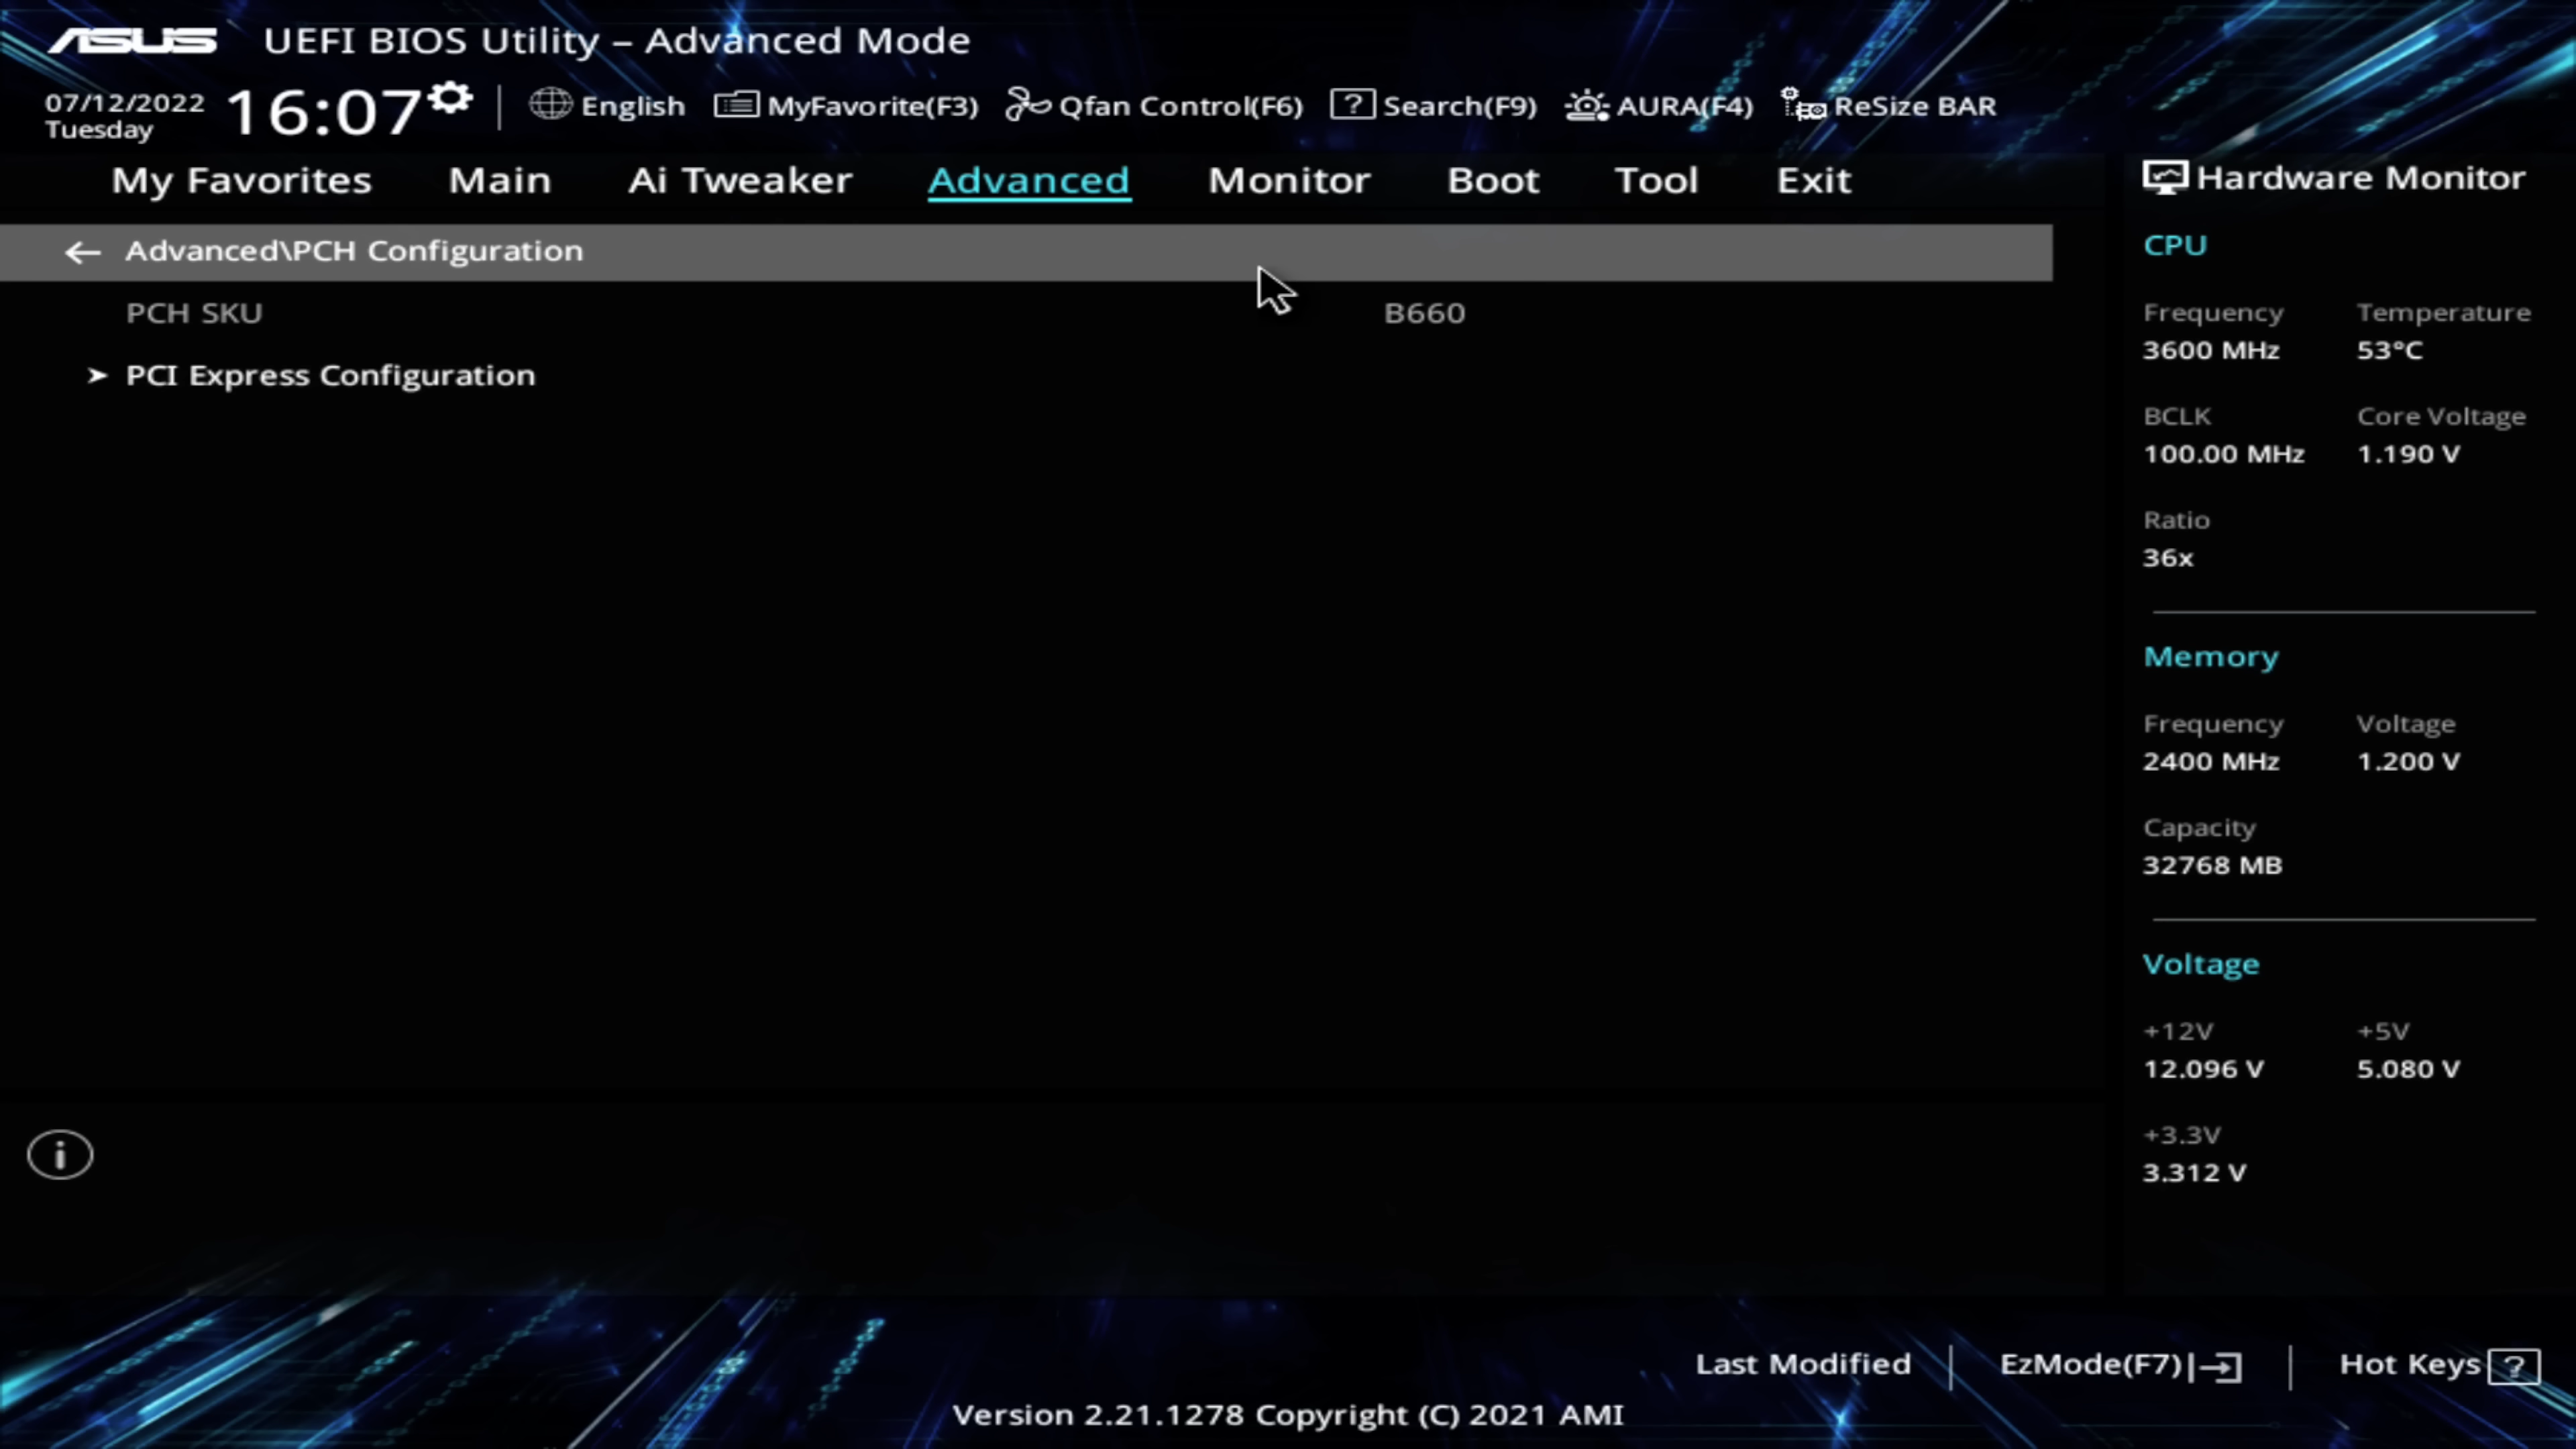 ASUS UEFI BIOS Utility – Advanced Mode
07/12/2022
Tuesday
16:07
English MyFavorite(F3) Qfan Control(F6) ? Search(F9) AURA(F4) ReSize BAR
My Favorites Main Ai Tweaker Advanced Monitor Boot Tool Exit
Advanced\PCH Configuration
PCH SKU B660
PCI Express Configuration
i
Hardware Monitor
CPU
Frequency Temperature
3600 MHz 53°C
BCLK Core Voltage
100.00 MHz 1.190 V
Ratio
36x
Memory
Frequency Voltage
2400 MHz 1.200 V
Capacity
32768 MB
Voltage
+12V +5V
12.096 V 5.080 V
+3.3V
3.312 V
Last Modified EzMode(F7) Hot Keys ?
Version 2.21.1278 Copyright (C) 2021 AMI